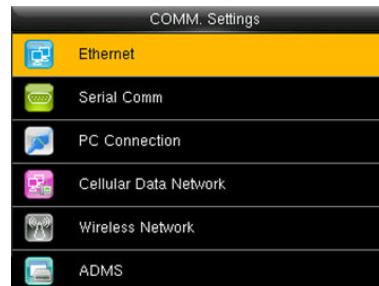 COMM. Settings
Ethernet
Serial Comm
PC Connection
Cellular Data Network
Wireless Network
ADMS